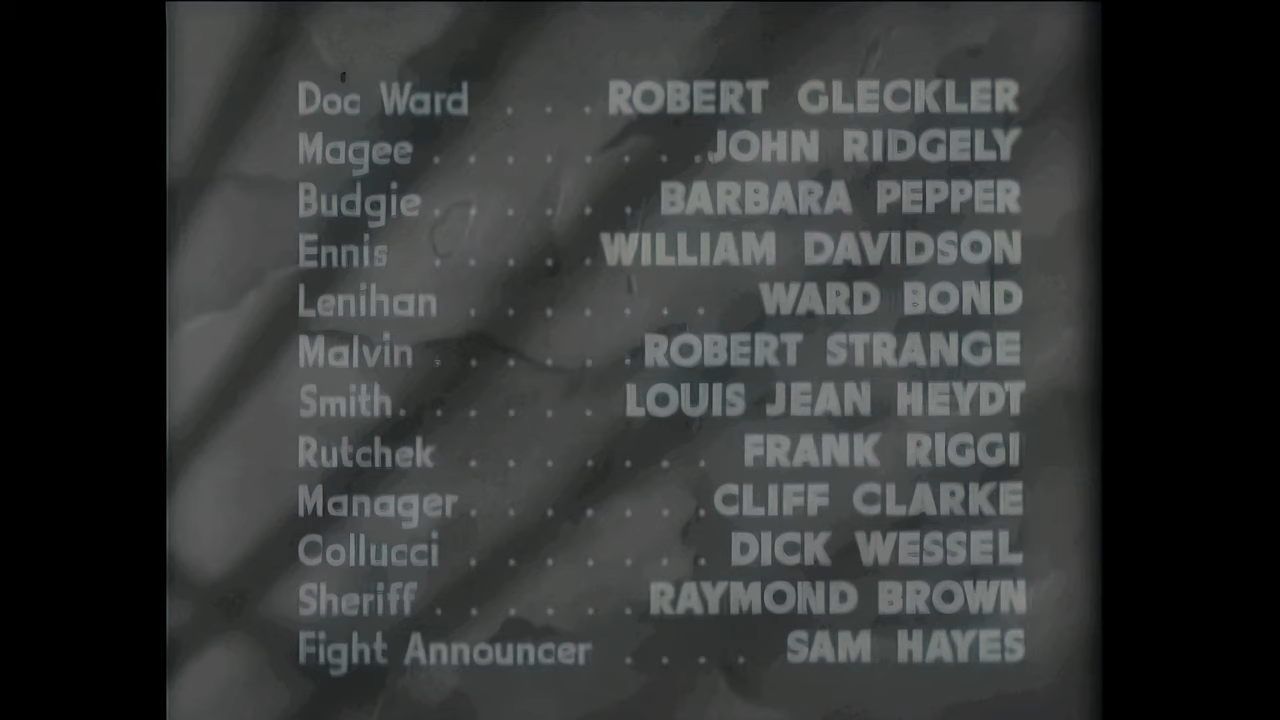 Doc Ward . . . ROBERT GLECKLER
Magee . . . . . . . . JOHN RIDGELY
Budgie . . . . . . BARBARA PEPPER
Ennis . . . . . WILLIAM DAVIDSON
Lenihan . . . . . . . WARD BOND
Malvin . . . . . . ROBERT STRANGE
Smith . . . . . . LOUIS JEAN HEYDT
Rutchek . . . . . . . FRANK RIGGI
Manager . . . . . . . CLIFF CLARKE
Collucci . . . . . . . DICK WESSEL
Sheriff . . . . . . RAYMOND BROWN
Fight Announcer . . . . SAM HAYES